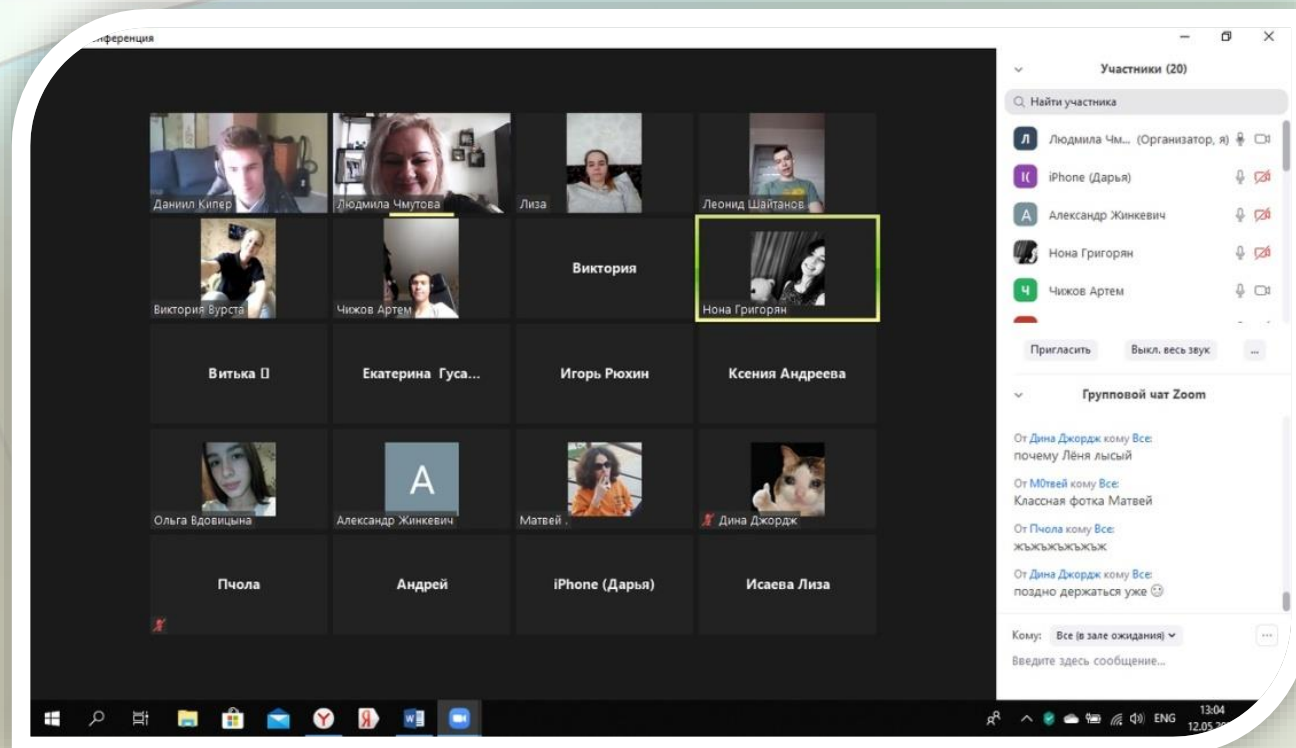 Участники (20)
Найти участника
Даниил Кипер
Людмила Чмутова
Лиза
Леонид Шайтанов
Л
Людмила Чм... (Организатор, я)
I(
iPhone (Дарья)
А
Александр Жинкевич
Нона Григорян
Ч
Чижов Артем
Виктория Вурста
Чижов Артем
Виктория
Нона Григорян
Пригласить
Выкл. весь звук
...
Витька
Екатерина Гуса...
Игорь Рюхин
Ксения Андреева
Групповой чат Zoom
От Дина Джордж кому Все:
почему Лёня лысый
От М0твей кому Все:
Классная фотка Матвей
От Пчола кому Все:
жъжъжъжъжъж
От Дина Джордж кому Все:
поздно держаться уже
Ольга Вдовицына
А
Александр Жинкевич
Матвей .
Дина Джордж
Пчола
Андрей
iPhone (Дарья)
Исаева Лиза
Кому: Все (в зале ожидания)
Введите здесь сообщение...
ENG
13:04